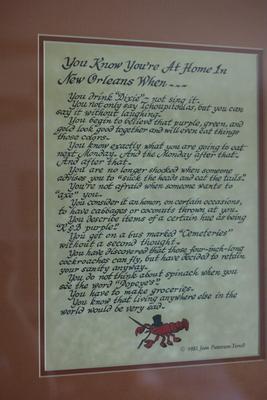 You Know You're At Home In
New Orleans When ~~~
You drink "Dixie" ~ not sing it.
You not only say Tchoupitoulas, but you can
say it without laughing.
You begin to believe that purple, green, and
gold look good together and will even eat things
those colors.
You know exactly what you are going to eat
next Monday. And the Monday after that.
And after that.
You are no longer shocked when someone
advises you to "suck the heads and eat the tails."
You're not afraid when someone wants to
"axe" you.
You consider it an honor, on certain occasions,
to have cabbages or coconuts thrown at you.
You describe items of a certain hue as being
"K & B purple."
You get on a bus marked "Cemeteries"
without a second thought.
You have discovered that those four-inch-long
cockroaches can fly, but have decided to retain
your sanity anyway.
You do not think about spinach when you
see the word "Popeye's."
You have to make groceries.
You know that living anywhere else in the
world would be very sad.
© 1983 Jean